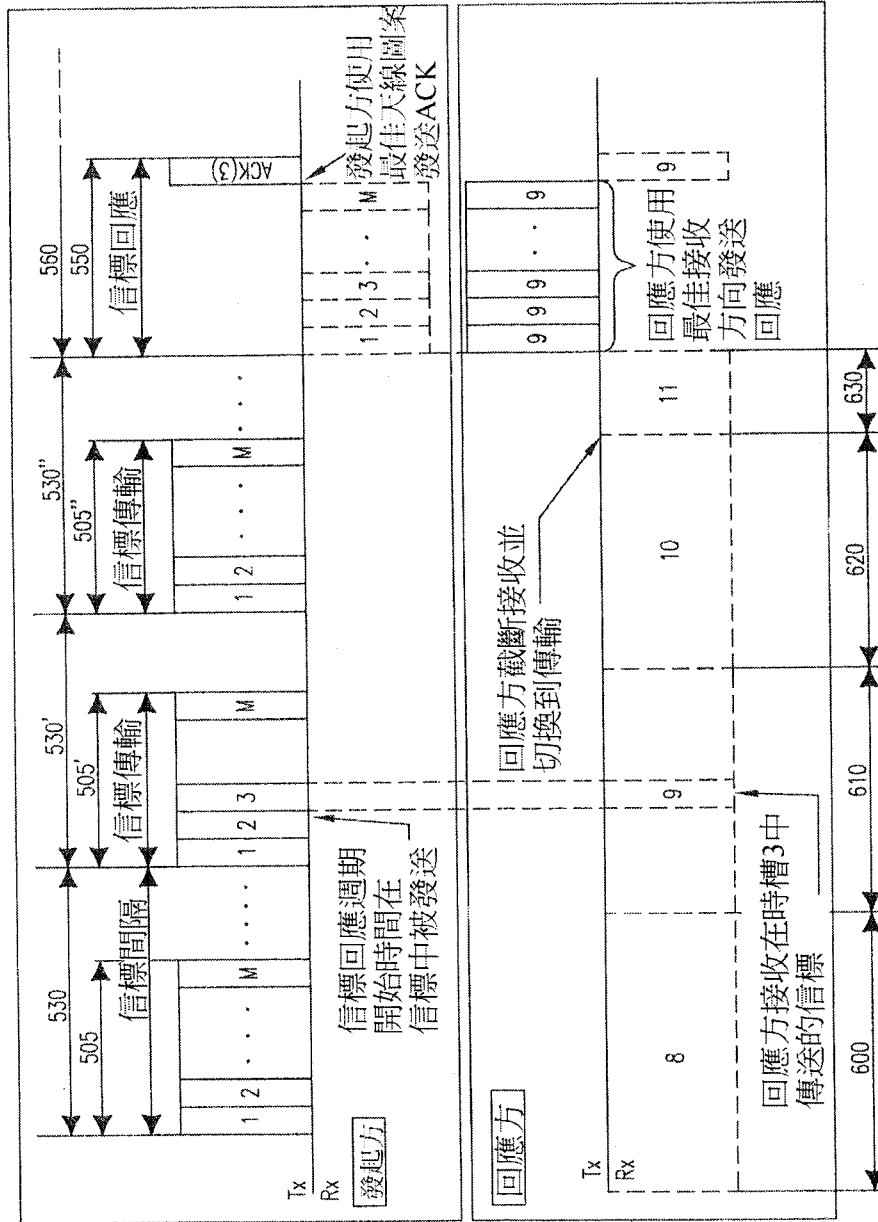 530
530'
530"
560
505
505'
505"
550
信標間隔
信標傳輸
信標傳輸
信標回應
1 2 . . . . M . . . .
1 2 3 M
1 2 . . . . M . . .
ACK(3)
Tx
Rx
發起方
信標回應週期
開始時間在
信標中被發送
1 2 3 . . M
發起方使用
最佳天線圖案
發送ACK
回應方
回應方截斷接收並
切換到傳輸
9 9 9 . . 9
Tx
Rx
8
9
10
11
9
回應方接收在時槽3中
傳送的信標
回應方使用
最佳接收
方向發送
回應
600
610
620
630